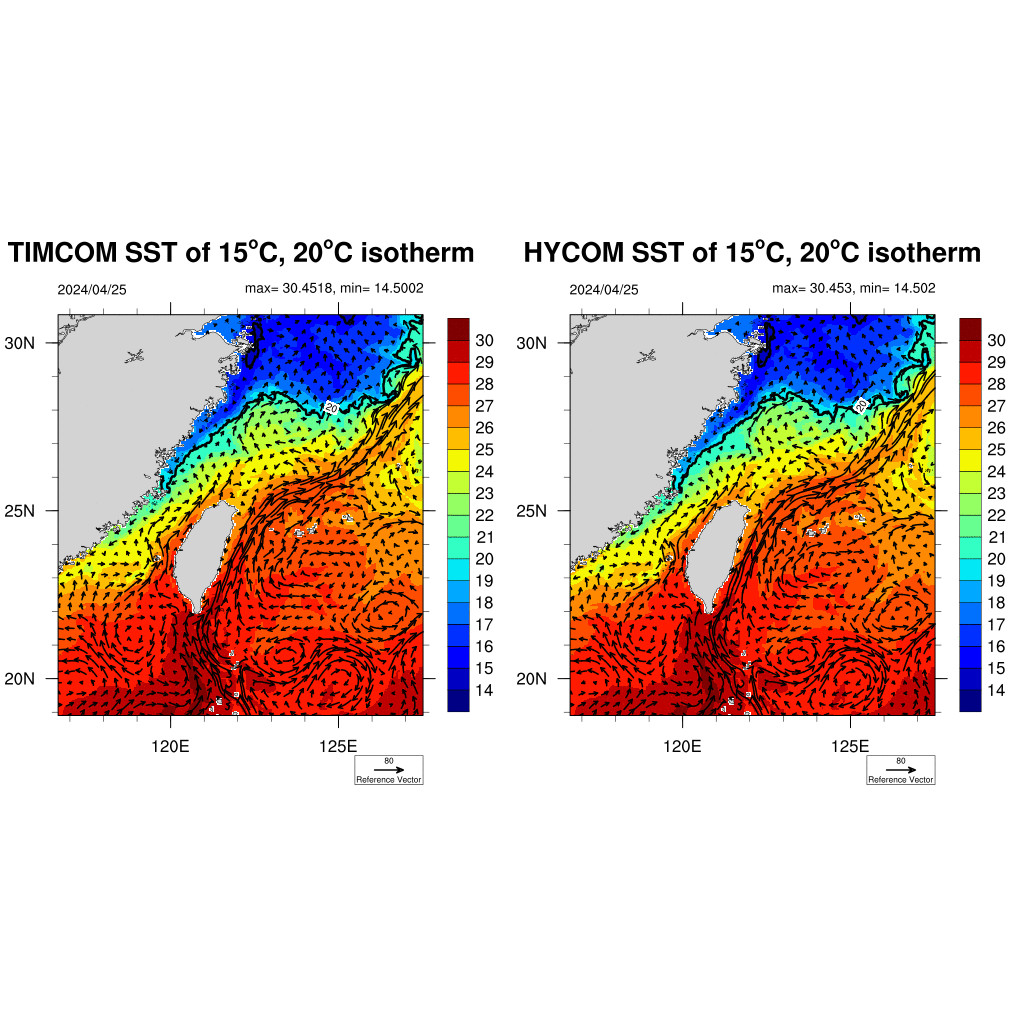 TIMCOM SST of 15°C, 20°C isotherm
2024/04/25
max= 30.4518, min= 14.5002
30N
25N
20N
120E
125E
20
30
29
28
27
26
25
24
23
22
21
20
19
18
17
16
15
14
80
Reference Vector
HYCOM SST of 15°C, 20°C isotherm
2024/04/25
max= 30.453, min= 14.502
30N
25N
20N
120E
125E
20
30
29
28
27
26
25
24
23
22
21
20
19
18
17
16
15
14
80
Reference Vector